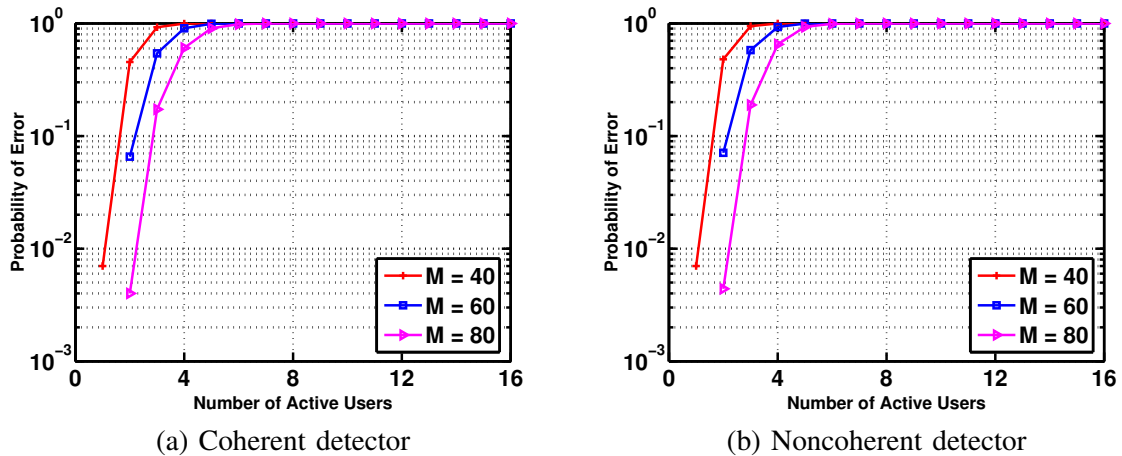 10^0
10^-1
10^-2
10^-3
Probability of Error
0 4 8 12 16
Number of Active Users
M = 40
M = 60
M = 80
(a) Coherent detector
10^0
10^-1
10^-2
10^-3
Probability of Error
0 4 8 12 16
Number of Active Users
M = 40
M = 60
M = 80
(b) Noncoherent detector